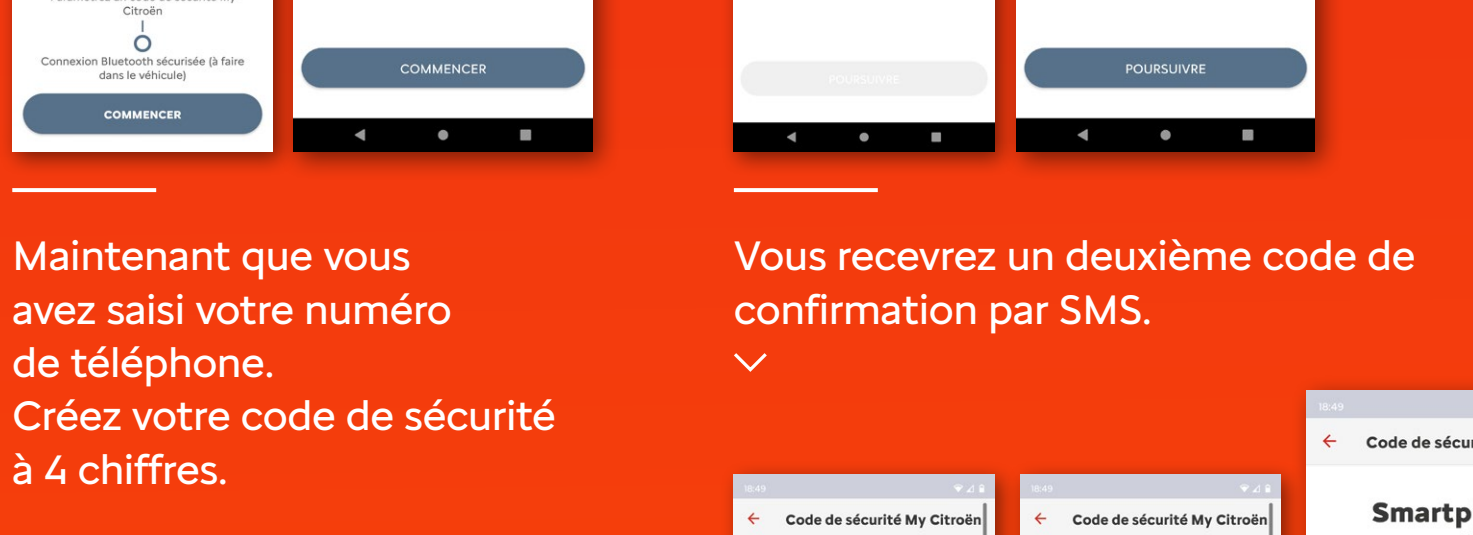 Citroën
Connexion Bluetooth sécurisée (à faire
dans le véhicule)
COMMENCER
COMMENCER
POURSUIVRE
POURSUIVRE
Maintenant que vous
avez saisi votre numéro
de téléphone.
Créez votre code de sécurité
à 4 chiffres.
Vous recevrez un deuxième code de
confirmation par SMS.
18:49
Code de sécurité My Citroën
18:49
Code de sécurité My Citroën
18:49
Code de sécur
Smartp